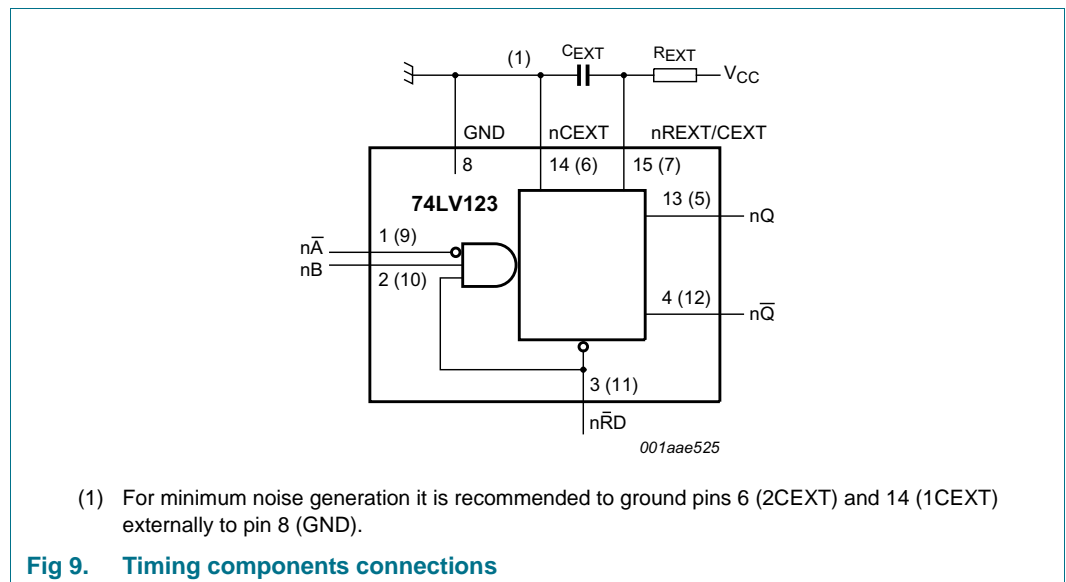 (1)
CEXT
REXT
VCC
GND
nCEXT
nREXT/CEXT
8
14 (6)
15 (7)
74LV123
13 (5)
nQ
1 (9)
nA̅
nB
2 (10)
4 (12)
nQ̅
3 (11)
nR̅D
001aae525
(1) For minimum noise generation it is recommended to ground pins 6 (2CEXT) and 14 (1CEXT)
externally to pin 8 (GND).
Fig 9. Timing components connections